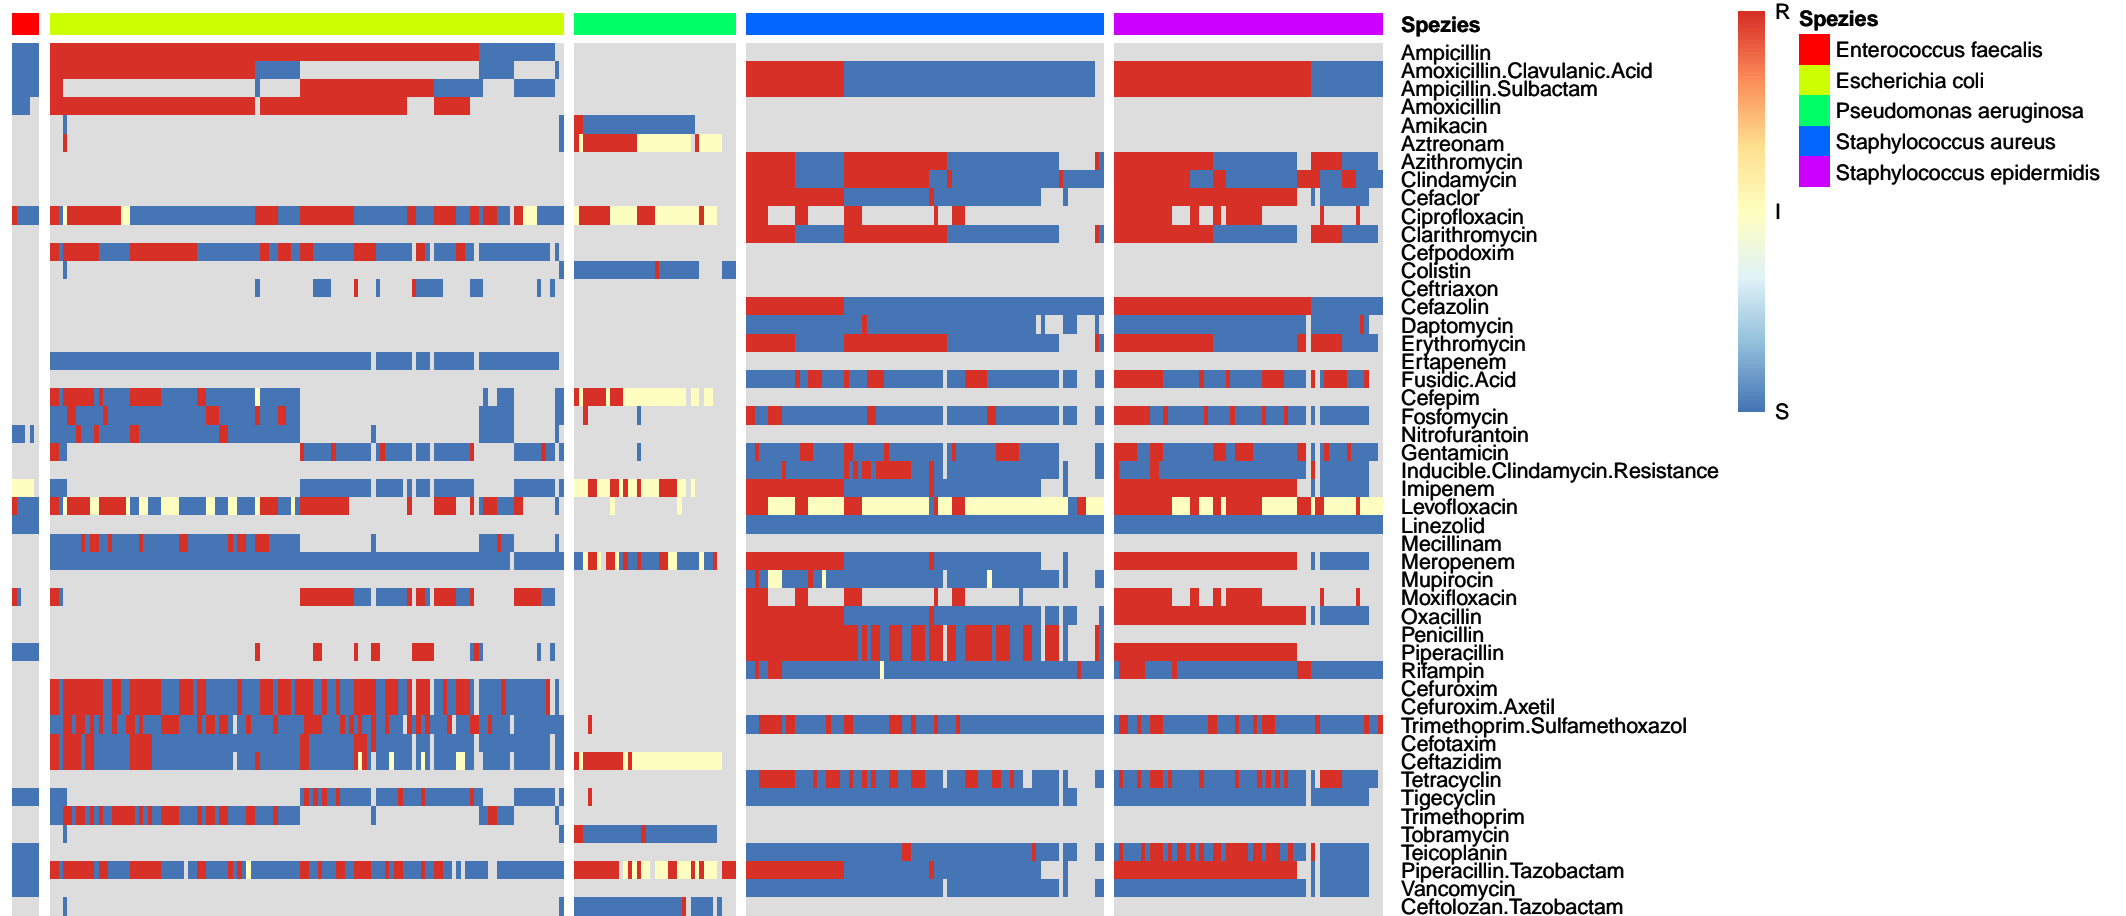 Spezies
Ampicillin
Amoxicillin.Clavulanic.Acid
Ampicillin.Sulbactam
Amoxicillin
Amikacin
Aztreonam
Azithromycin
Clindamycin
Cefaclor
Ciprofloxacin
Clarithromycin
Cefpodoxim
Colistin
Ceftriaxon
Cefazolin
Daptomycin
Erythromycin
Ertapenem
Fusidic.Acid
Cefepim
Fosfomycin
Nitrofurantoin
Gentamicin
Inducible.Clindamycin.Resistance
Imipenem
Levofloxacin
Linezolid
Mecillinam
Meropenem
Mupirocin
Moxifloxacin
Oxacillin
Penicillin
Piperacillin
Rifampin
Cefuroxim
Cefuroxim.Axetil
Trimethoprim.Sulfamethoxazol
Cefotaxim
Ceftazidim
Tetracyclin
Tigecyclin
Trimethoprim
Tobramycin
Teicoplanin
Piperacillin.Tazobactam
Vancomycin
Ceftolozan.Tazobactam
R
I
S
Spezies
Enterococcus faecalis
Escherichia coli
Pseudomonas aeruginosa
Staphylococcus aureus
Staphylococcus epidermidis